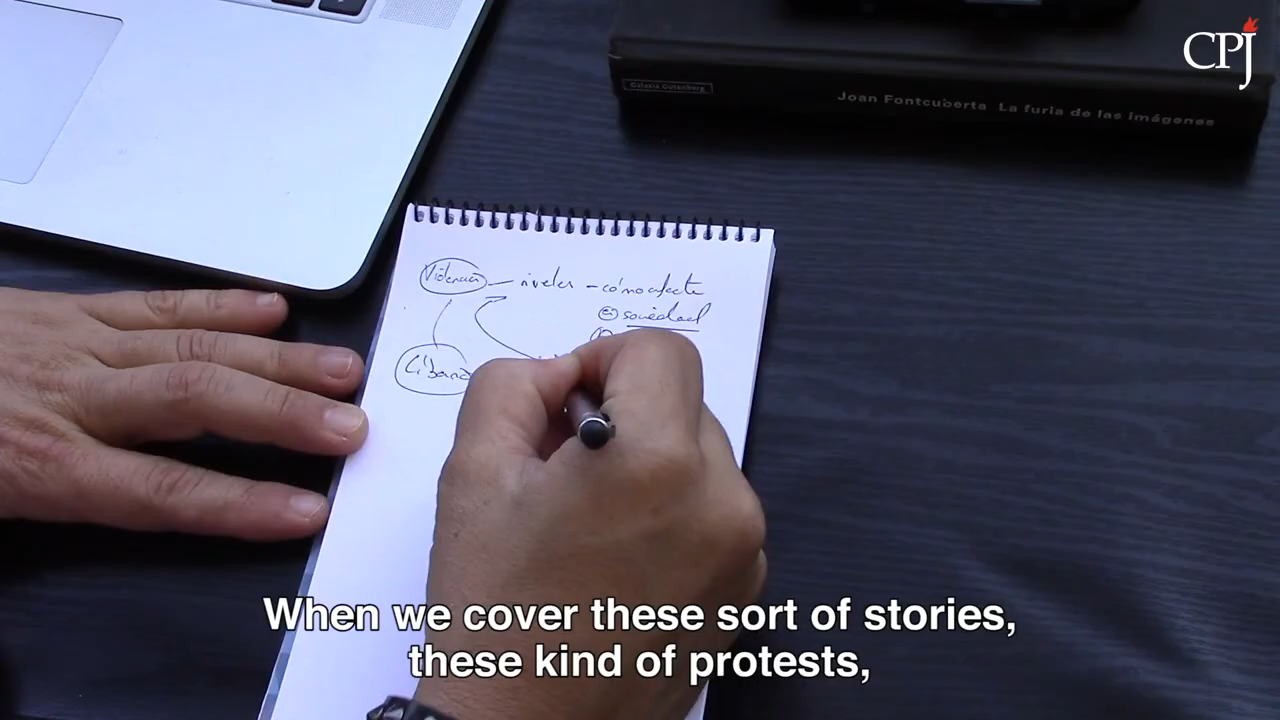 CPJ
Galaxia Gutenberg
Joan Fontcuberta La furia de las imágenes
Violencia – niveles – cómo afecta
sociedad
When we cover these sort of stories,
these kind of protests,